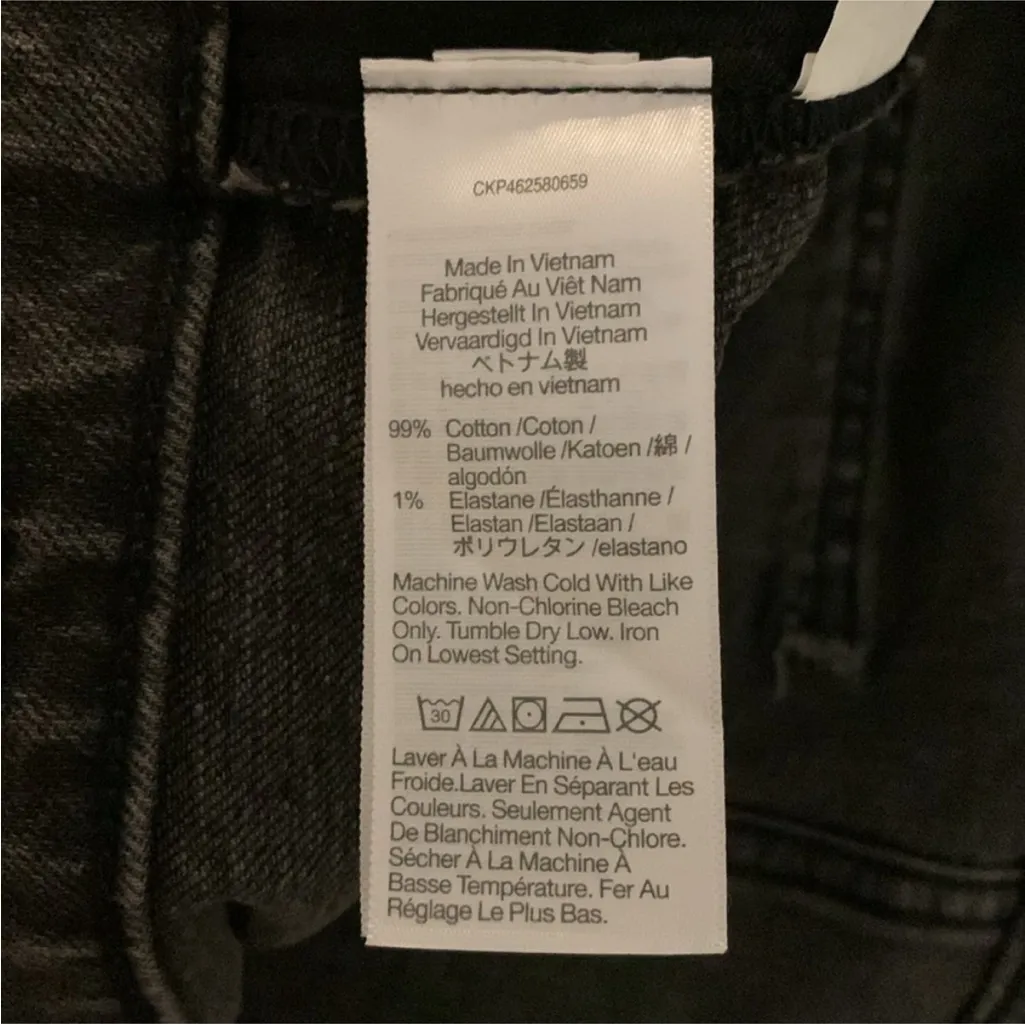 CKP462580659
Made In Vietnam
Fabriqué Au Viêt Nam
Hergestellt In Vietnam
Vervaardigd In Vietnam
ベトナム製
hecho en vietnam
99% Cotton /Coton /
Baumwolle /Katoen /綿 /
algodón
1% Elastane /Élasthanne /
Elastan /Elastaan /
ポリウレタン /elastano
Machine Wash Cold With Like
Colors. Non-Chlorine Bleach
Only. Tumble Dry Low. Iron
On Lowest Setting.
30
Laver À La Machine À L'eau
Froide.Laver En Séparant Les
Couleurs. Seulement Agent
De Blanchiment Non-Chlore.
Sécher À La Machine À
Basse Température. Fer Au
Réglage Le Plus Bas.